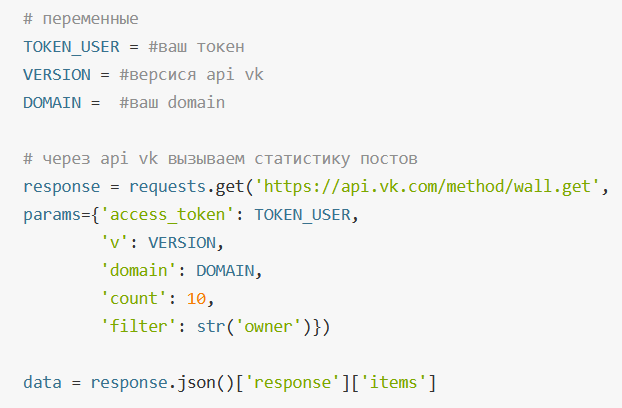 # переменные
TOKEN_USER = #ваш токен
VERSION = #версися api vk
DOMAIN =  #ваш domain

# через api vk вызываем статистику постов
response = requests.get('https://api.vk.com/method/wall.get',
params={'access_token': TOKEN_USER,
        'v': VERSION,
        'domain': DOMAIN,
        'count': 10,
        'filter': str('owner')})

data = response.json()['response']['items']